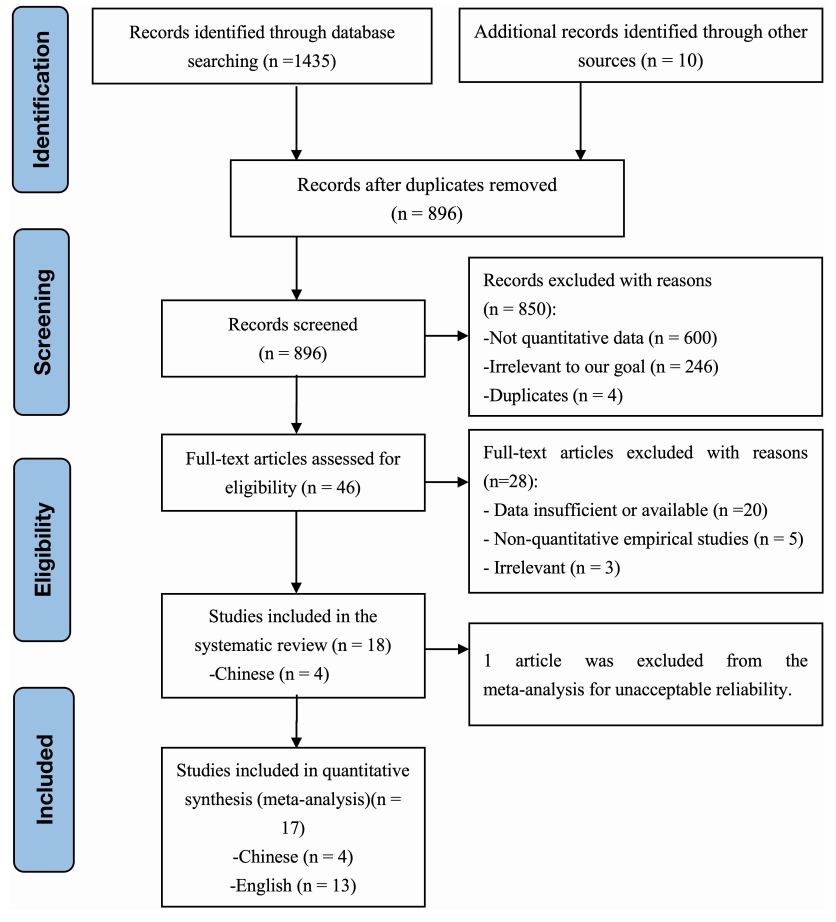 Identification
Records identified through database
searching (n =1435)
Additional records identified through other
sources (n = 10)
Records after duplicates removed
(n = 896)
Screening
Records screened
(n = 896)
Records excluded with reasons
(n = 850):
-Not quantitative data (n = 600)
-Irrelevant to our goal (n = 246)
-Duplicates (n = 4)
Eligibility
Full-text articles assessed for
eligibility (n = 46)
Full-text articles excluded with reasons
(n=28):
- Data insufficient or available (n =20)
- Non-quantitative empirical studies (n = 5)
- Irrelevant (n = 3)
Studies included in the
systematic review (n = 18)
-Chinese (n = 4)
1 article was excluded from the
meta-analysis for unacceptable reliability.
Included
Studies included in quantitative
synthesis (meta-analysis)(n =
17)
-Chinese (n = 4)
-English (n = 13)